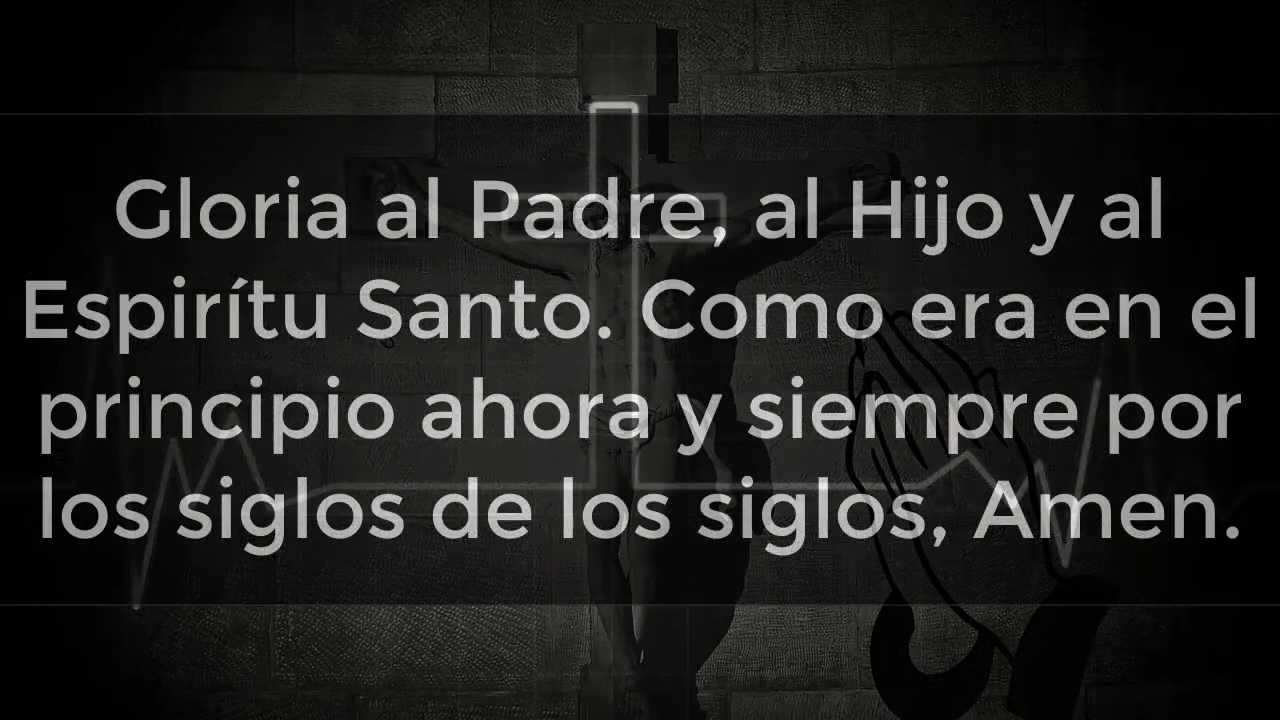 Gloria al Padre, al Hijo y al
Espirítu Santo. Como era en el
principio ahora y siempre por
los siglos de los siglos, Amen.